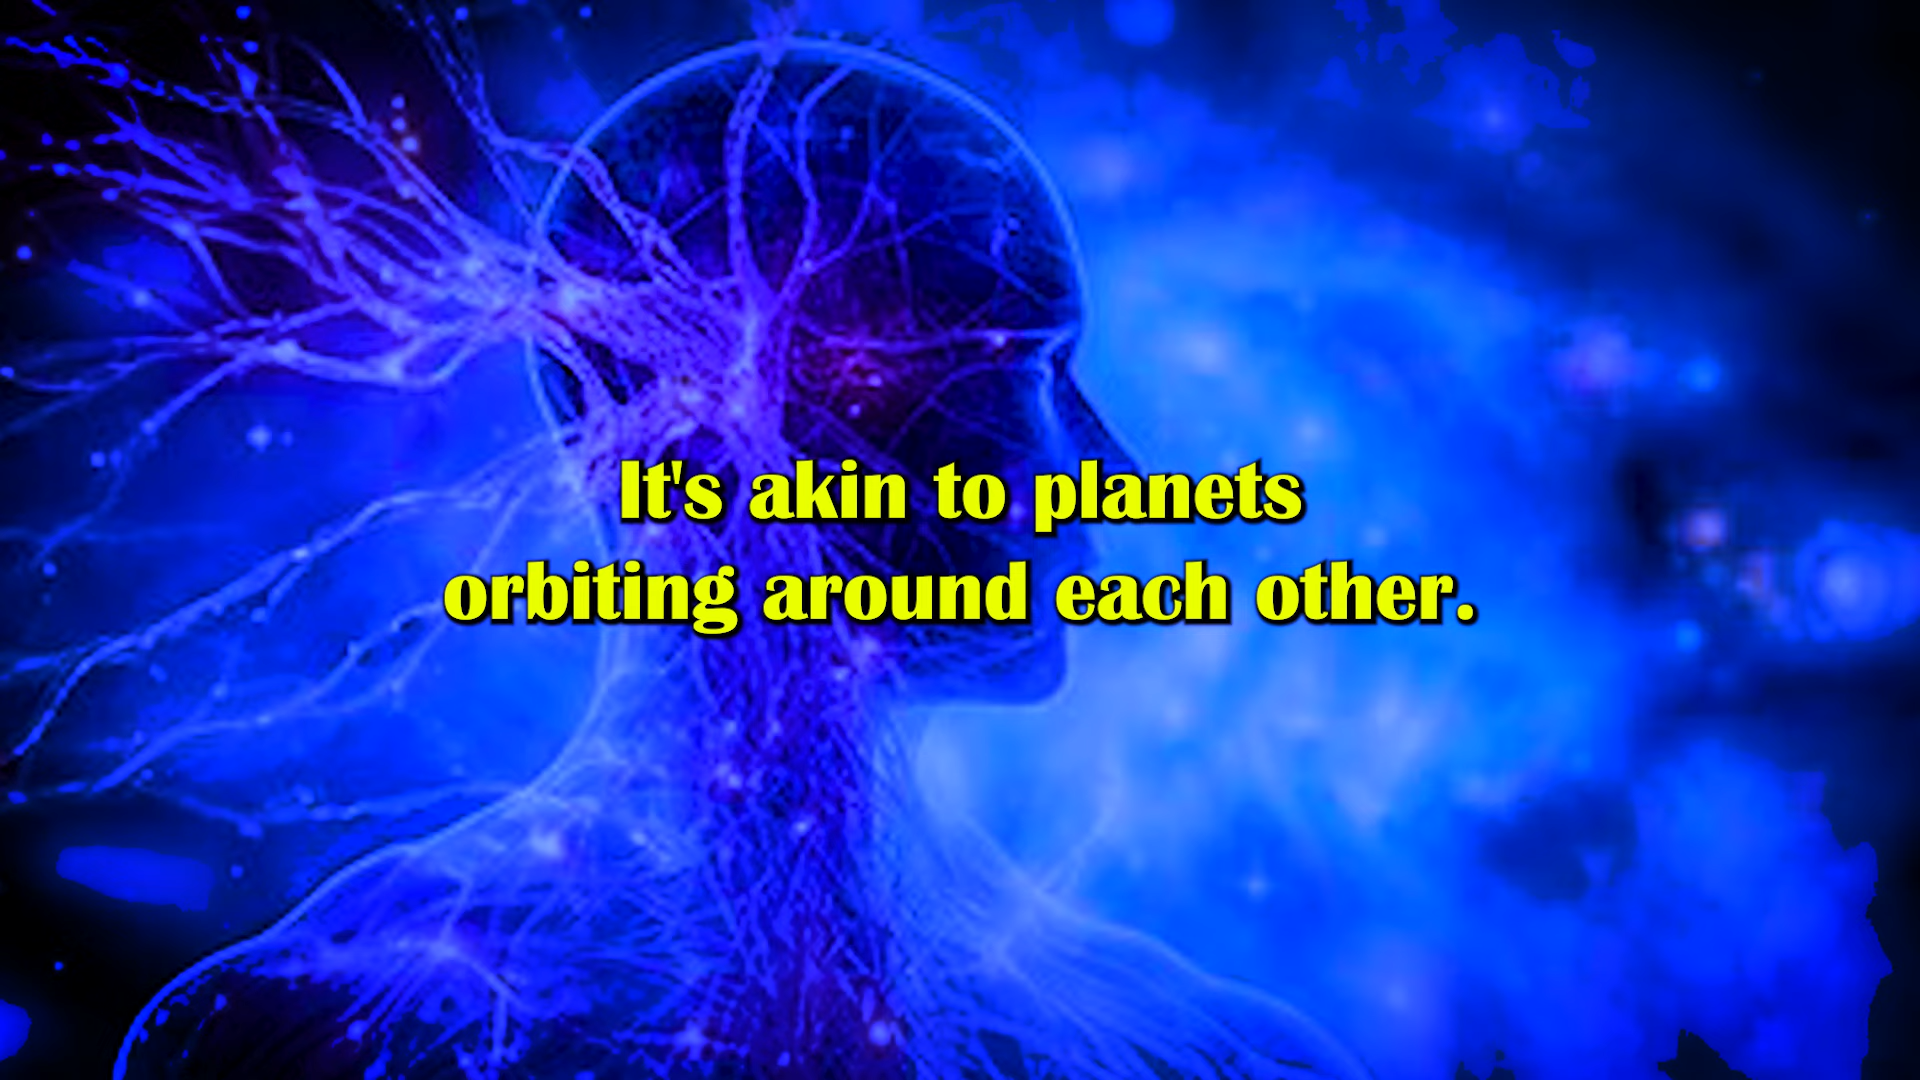 It's akin to planets
orbiting around each other.